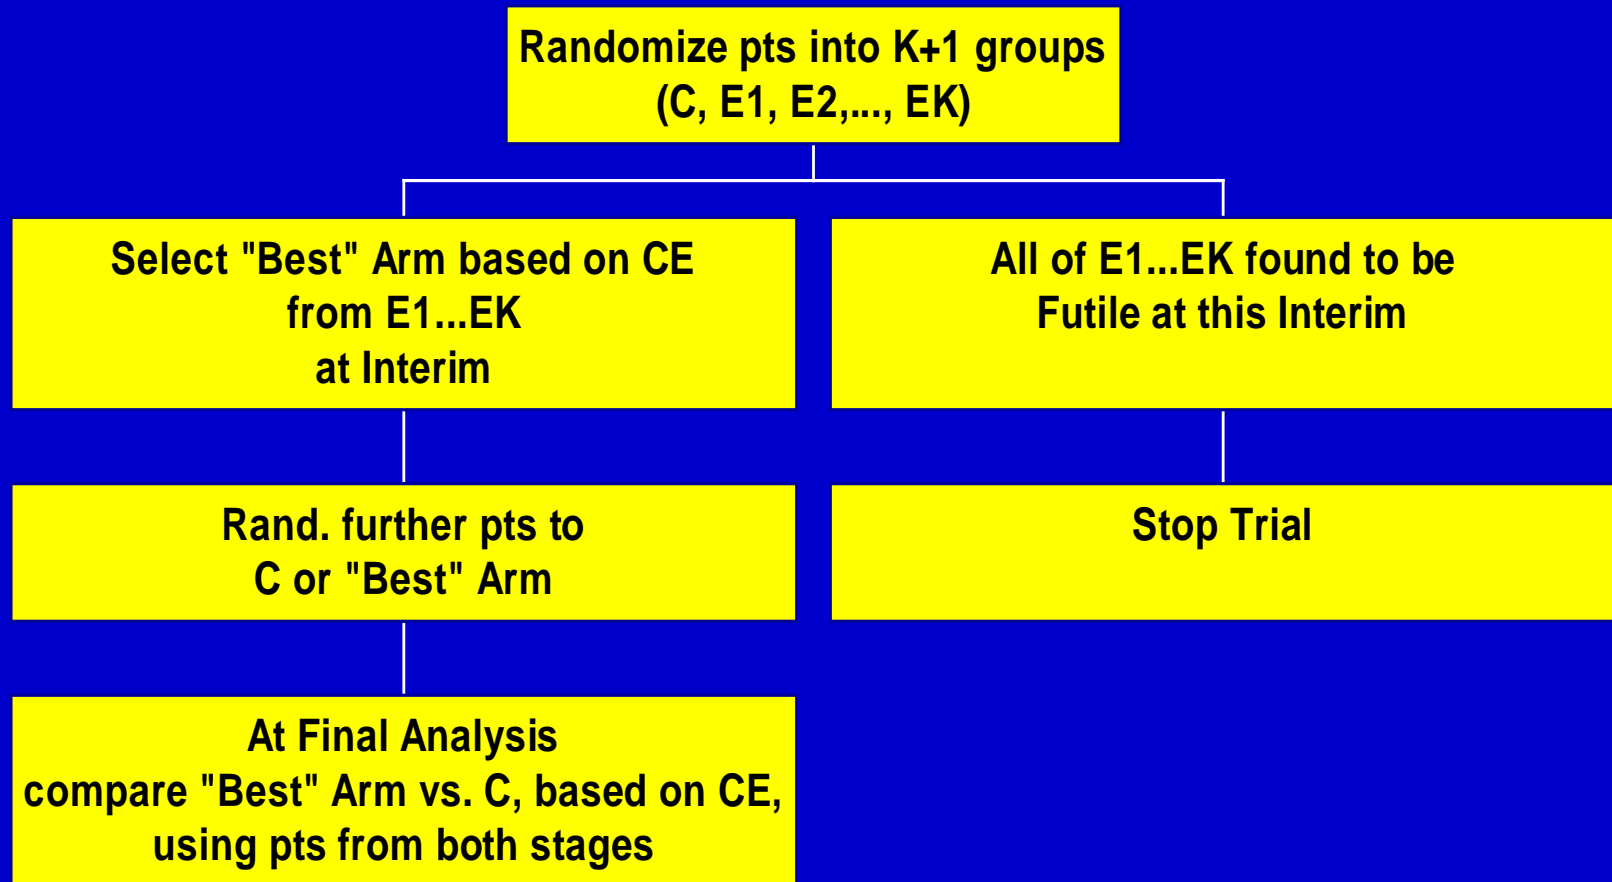 Randomize pts into K+1 groups
(C, E1, E2,..., EK)
Select "Best" Arm based on CE
from E1...EK
at Interim
All of E1...EK found to be
Futile at this Interim
Rand. further pts to
C or "Best" Arm
Stop Trial
At Final Analysis
compare "Best" Arm vs. C, based on CE,
using pts from both stages